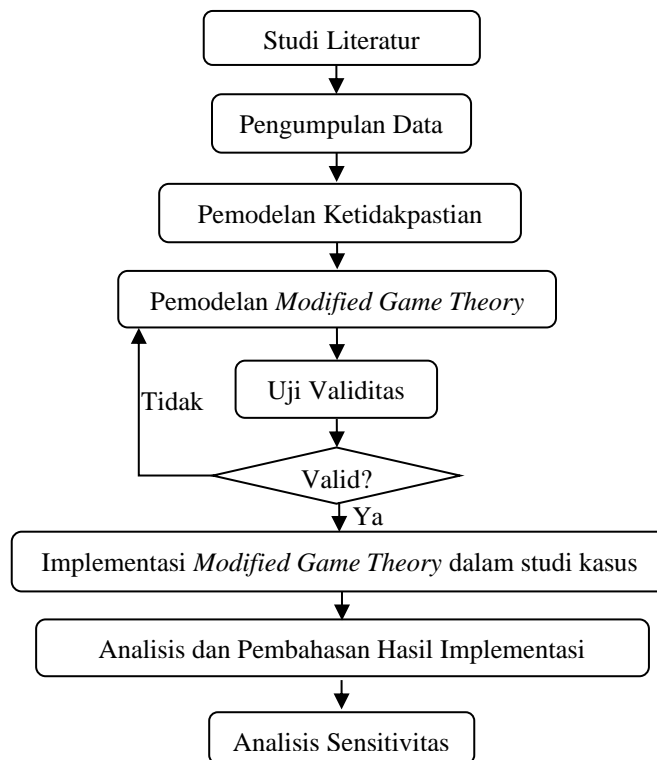 Studi Literatur
Pengumpulan Data
Pemodelan Ketidakpastian
Pemodelan Modified Game Theory
Uji Validitas
Tidak
Valid?
Ya
Implementasi Modified Game Theory dalam studi kasus
Analisis dan Pembahasan Hasil Implementasi
Analisis Sensitivitas